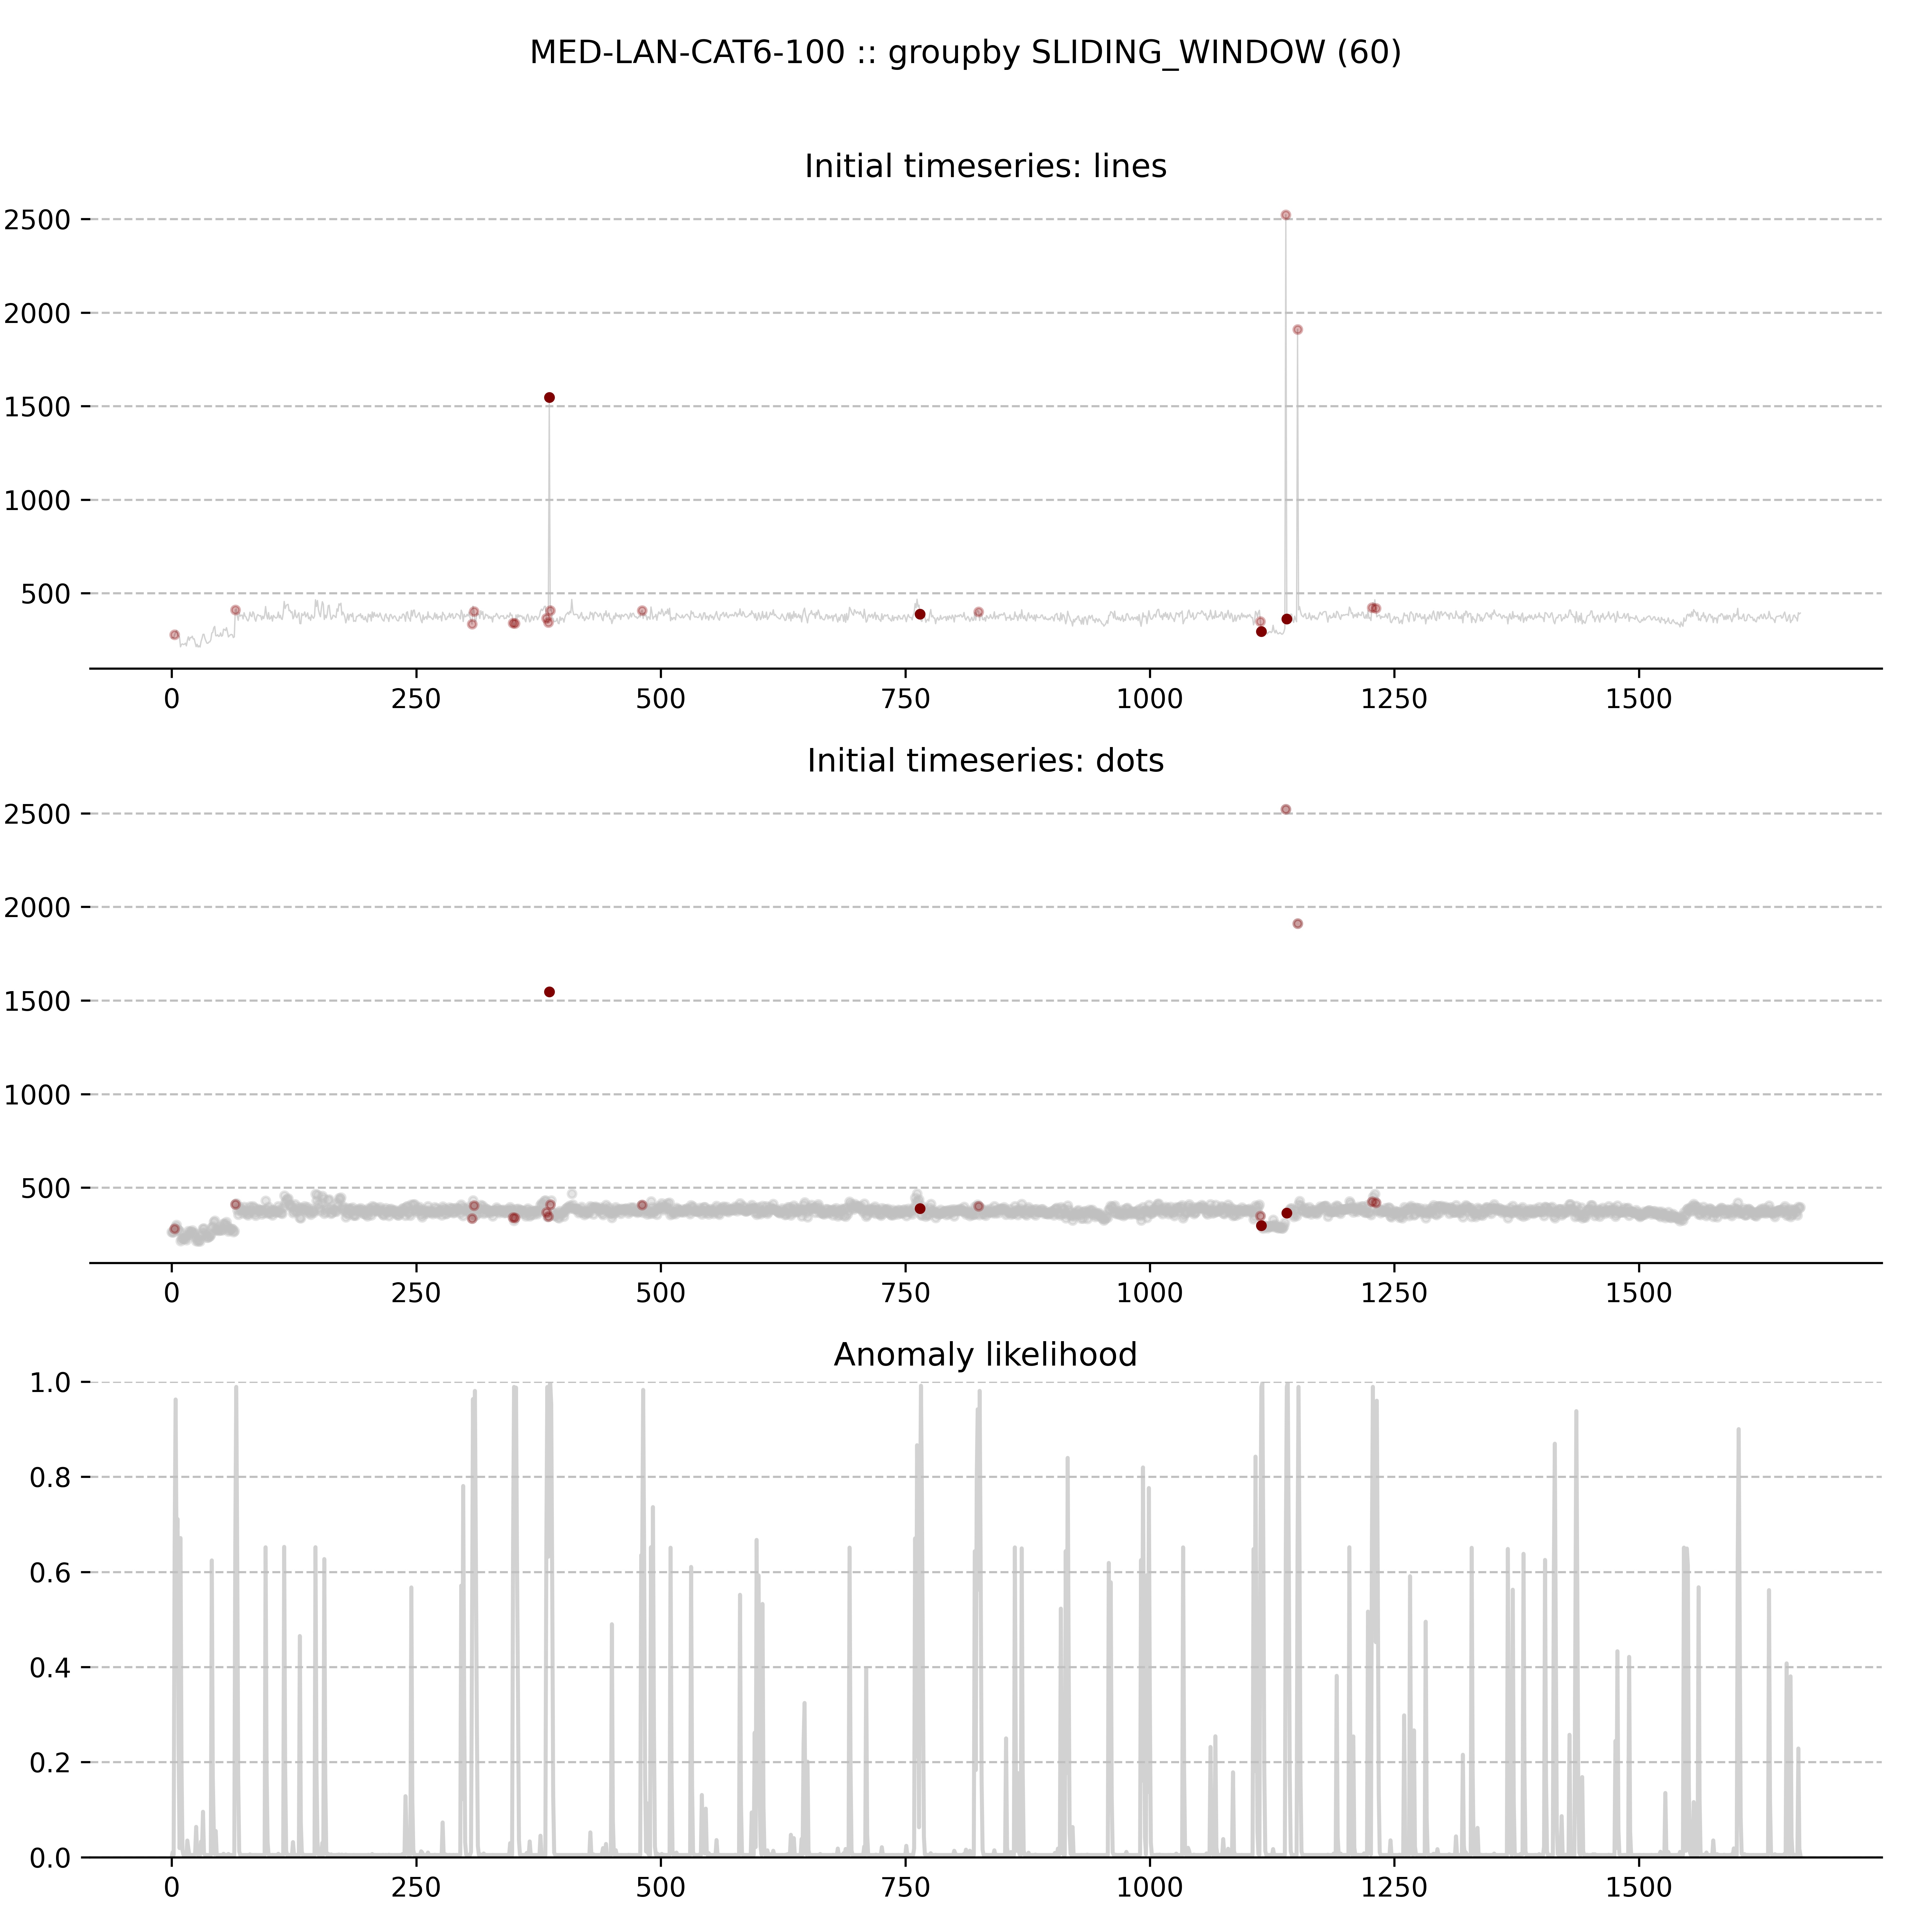 MED-LAN-CAT6-100 :: groupby SLIDING_WINDOW (60)
Initial timeseries: lines
2500
2000
1500
1000
500
0 250 500 750 1000 1250 1500
Initial timeseries: dots
2500
2000
1500
1000
500
0 250 500 750 1000 1250 1500
Anomaly likelihood
1.0
0.8
0.6
0.4
0.2
0.0
0 250 500 750 1000 1250 1500